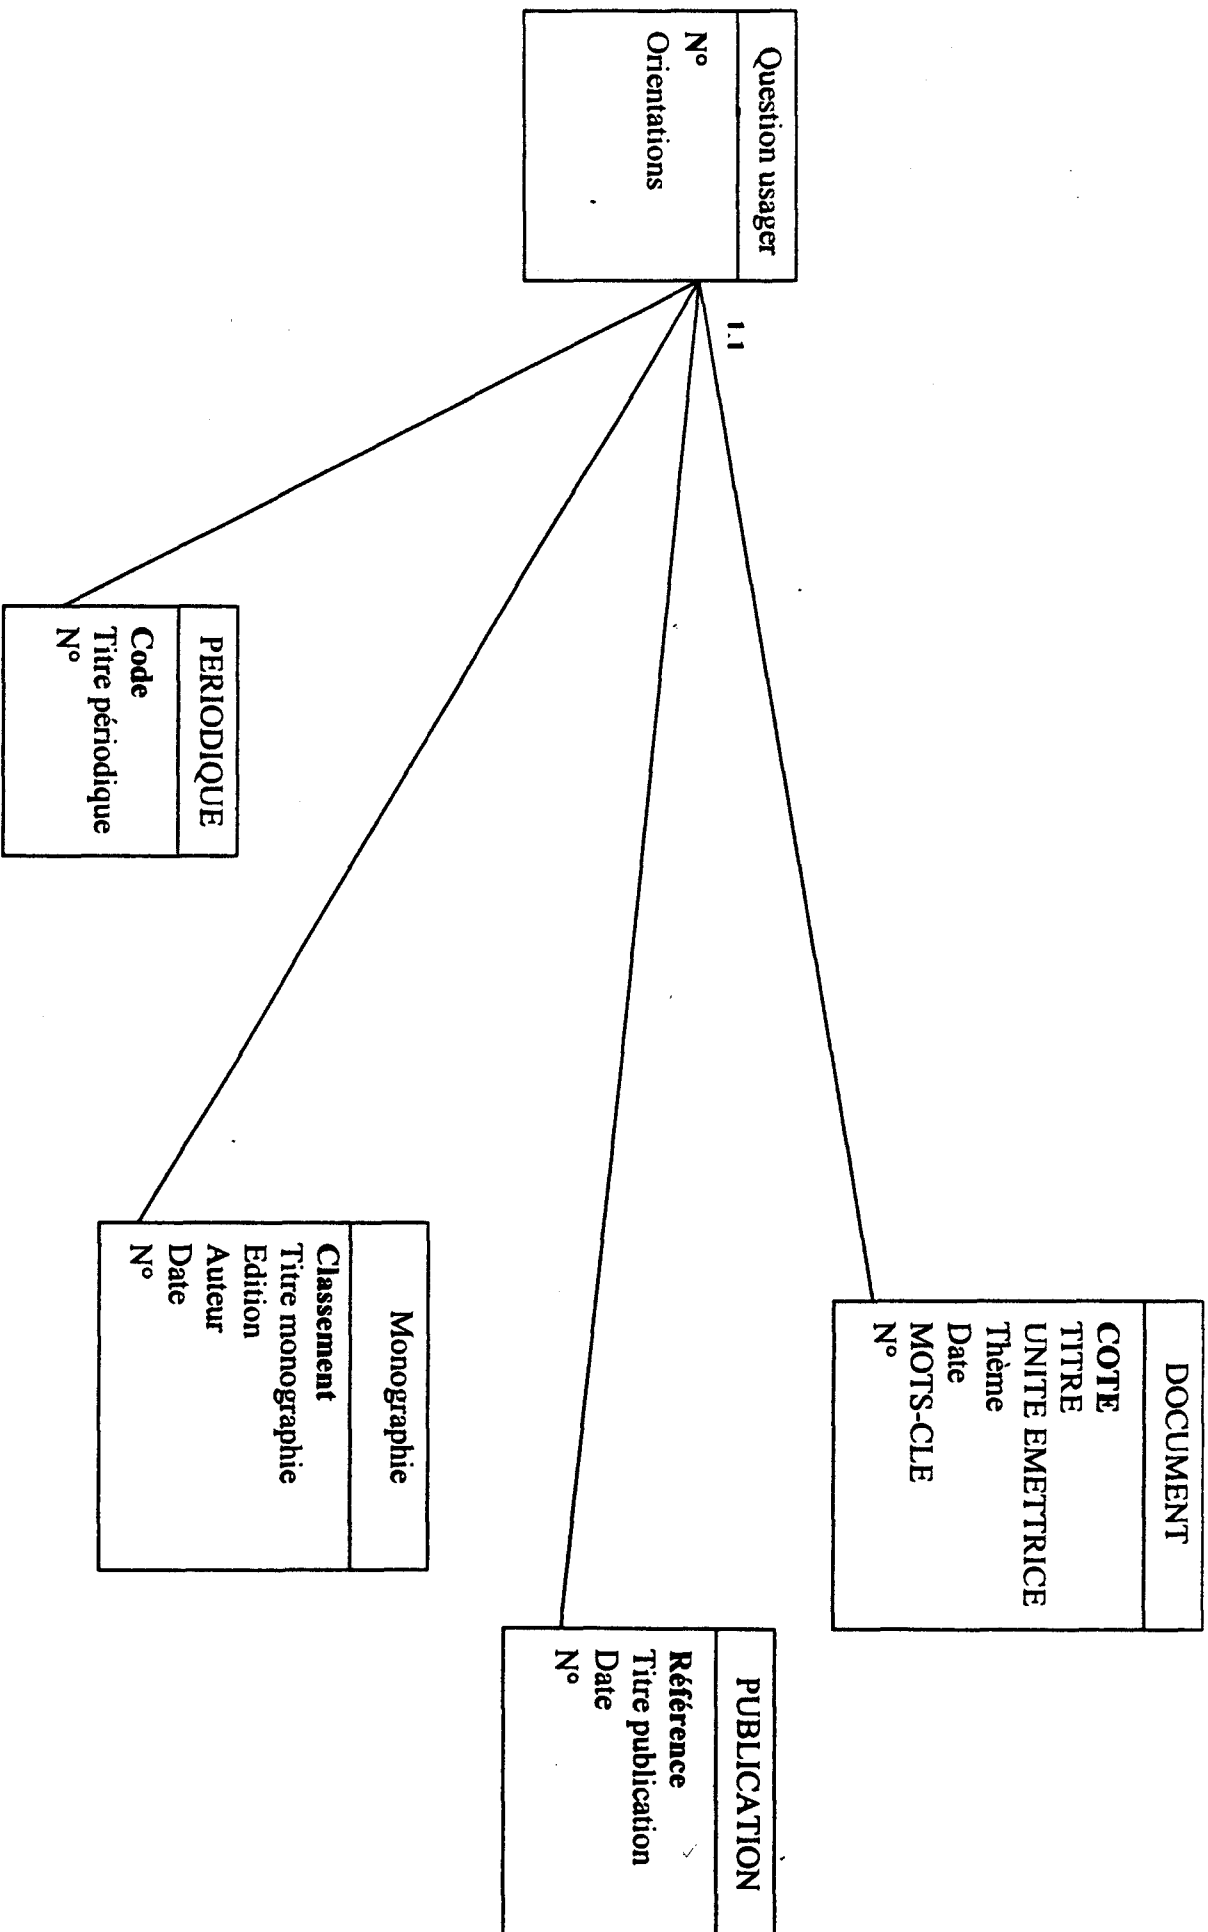 Question usager
N°
Orientations
1.1
DOCUMENT
COTE
TITRE
UNITE EMETTRICE
Thème
Date
MOTS-CLE
N°
PUBLICATION
Référence
Titre publication
Date
N°
Monographie
Classement
Titre monographie
Edition
Auteur
Date
N°
PERIODIQUE
Code
Titre périodique
N°